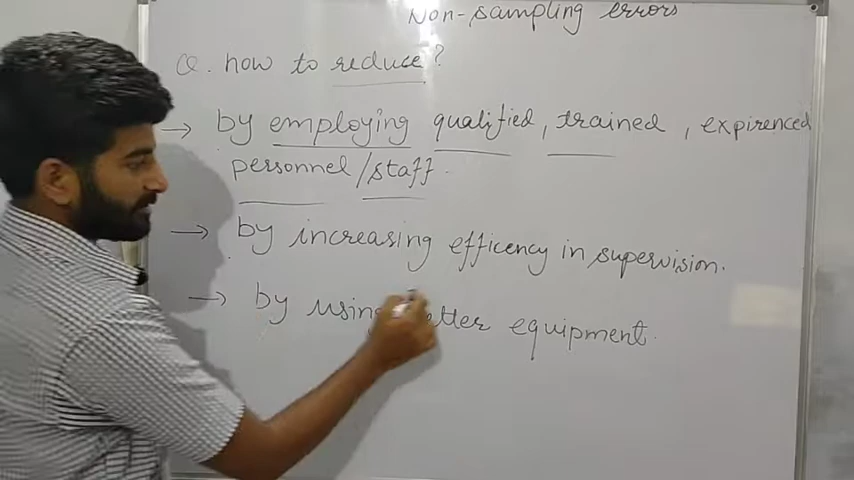 Non-sampling errors
Q. how to reduce?
→ by employing qualified, trained, expirenced
personnel/staff.
→ by increasing efficency in supervision.
→ by using better equipment.